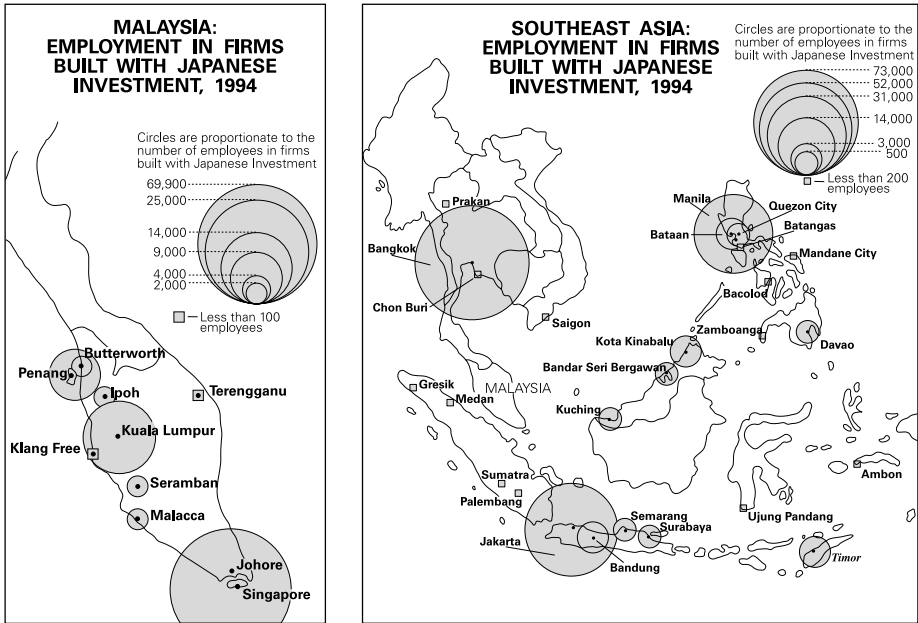 MALAYSIA:
EMPLOYMENT IN FIRMS
BUILT WITH JAPANESE
INVESTMENT, 1994
Circles are proportionate to the
number of employees in firms
built with Japanese Investment
69,900
25,000
14,000
9,000
4,000
2,000
Less than 100
employees
Butterworth
Penang
Ipoh
Terengganu
Kuala Lumpur
Klang Free
Seramban
Malacca
Johore
Singapore
SOUTHEAST ASIA:
EMPLOYMENT IN FIRMS
BUILT WITH JAPANESE
INVESTMENT, 1994
Circles are proportionate to the
number of employees in firms
built with Japanese Investment
73,000
52,000
31,000
14,000
3,000
500
Less than 200
employees
Prakan
Manila
Quezon City
Bangkok
Bataan
Batangas
Mandane City
Chon Buri
Bacolod
Saigon
Zamboanga
Kota Kinabalu
Davao
Bandar Seri Bergawan
Gresik
MALAYSIA
Medan
Kuching
Sumatra
Ambon
Palembang
Ujung Pandang
Semarang
Surabaya
Jakarta
Bandung
Timor